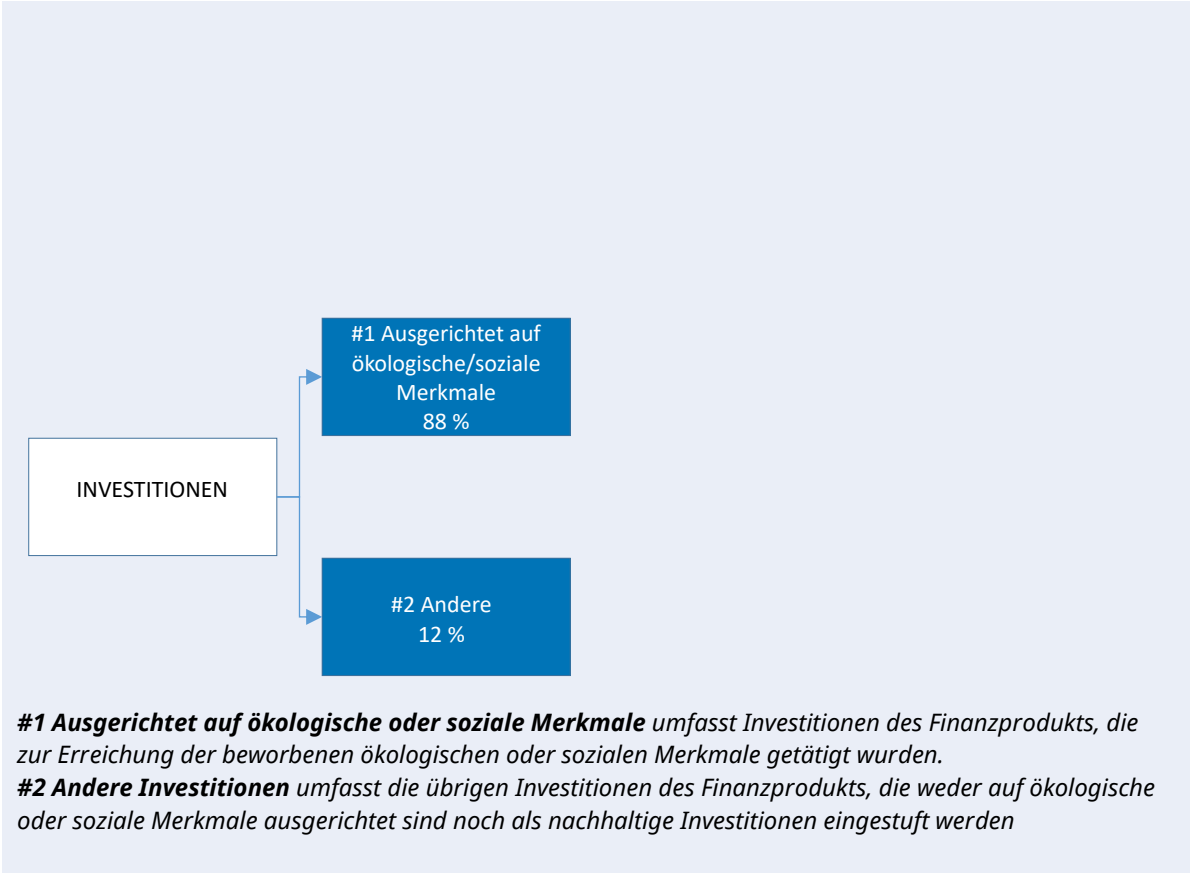 #1 Ausgerichtet auf
ökologische/soziale
Merkmale
88 %
INVESTITIONEN
#2 Andere
12 %
#1 Ausgerichtet auf ökologische oder soziale Merkmale umfasst Investitionen des Finanzprodukts, die
zur Erreichung der beworbenen ökologischen oder sozialen Merkmale getätigt wurden.
#2 Andere Investitionen umfasst die übrigen Investitionen des Finanzprodukts, die weder auf ökologische
oder soziale Merkmale ausgerichtet sind noch als nachhaltige Investitionen eingestuft werden